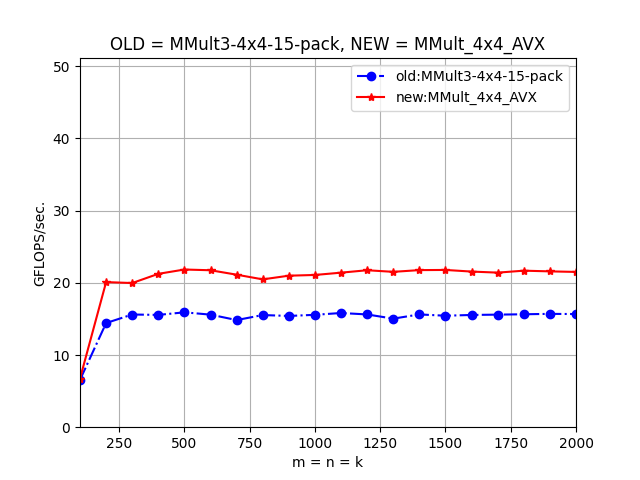 OLD = MMult3-4x4-15-pack, NEW = MMult_4x4_AVX
50
40
30
20
10
0
GFLOPS/sec.
old:MMult3-4x4-15-pack
new:MMult_4x4_AVX
250 500 750 1000 1250 1500 1750 2000
m = n = k